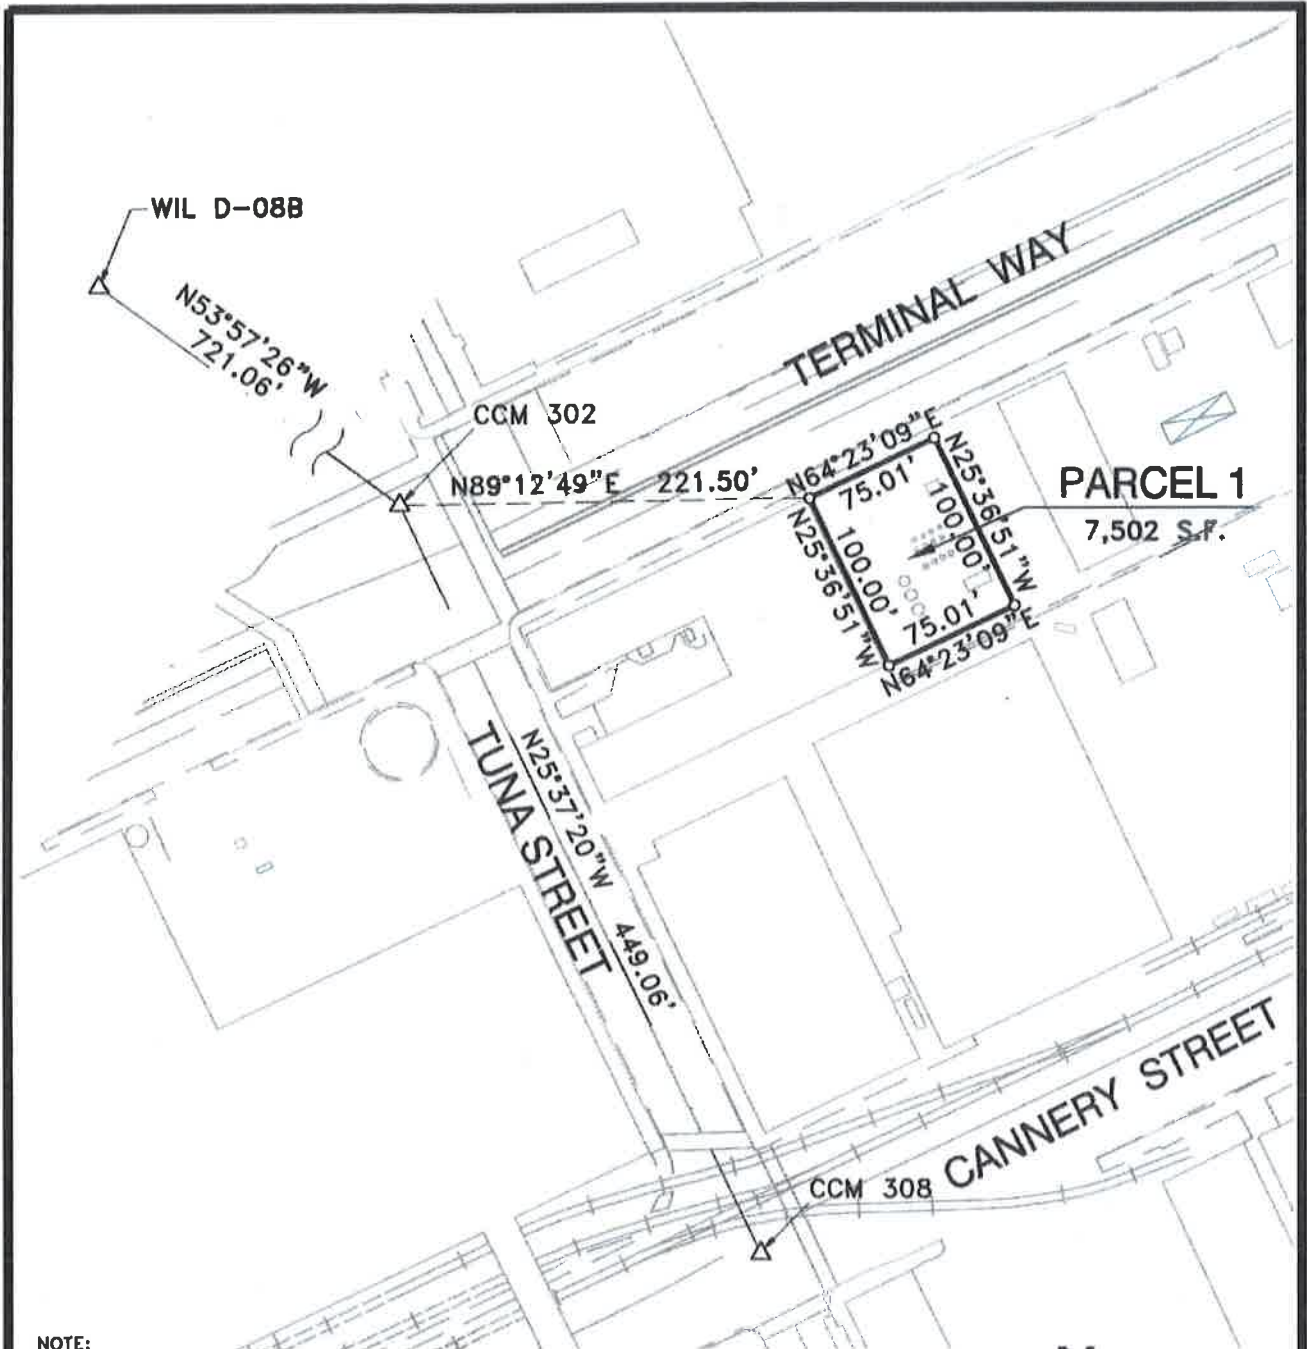 WIL D-08B
N53°57'26"W
721.06'
TERMINAL WAY
CCM 302
N89°12'49"E 221.50'
N64°23'09"E
75.01'
N25°36'51"W
100.00'
PARCEL 1
7,502 S.F.
N25°36'51"W
100.00'
75.01'
N64°23'09"E
TUNA STREET
N25°37'20"W 449.06'
CANNERY STREET
CCM 308
NOTE: